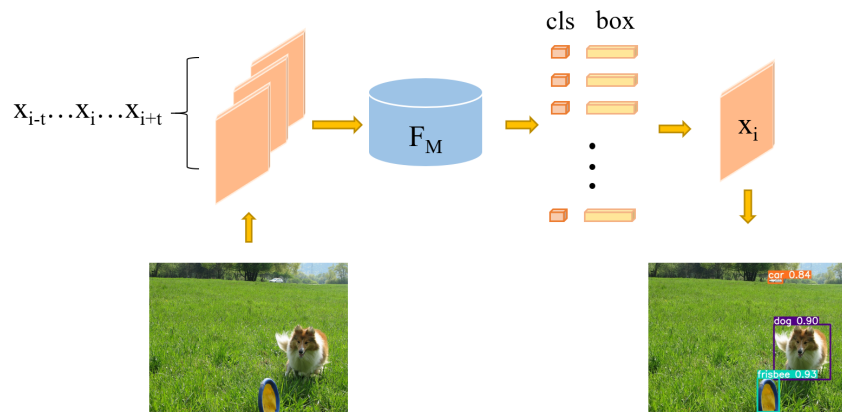 cls box
x_{i-t}...x_i...x_{i+t}
F_M
x_i
car 0.84
dog 0.90
frisbee 0.93